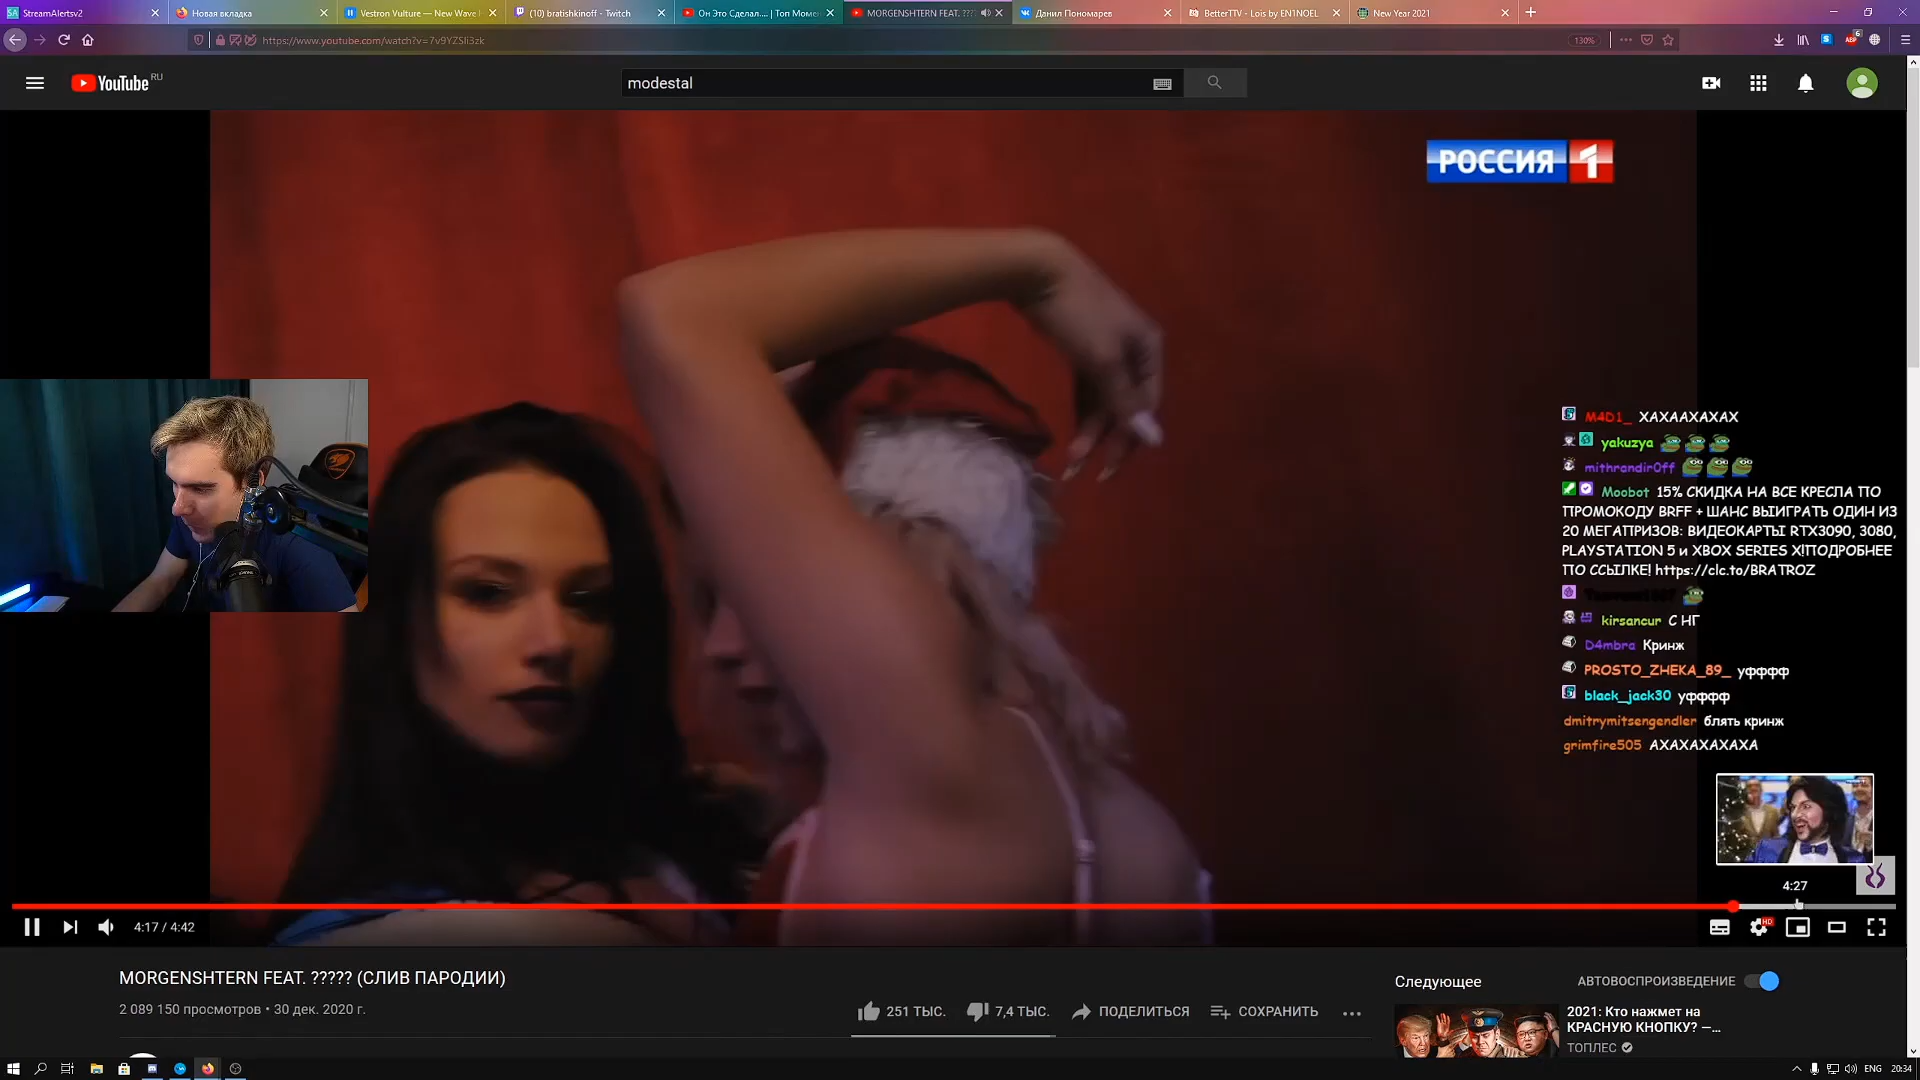 StreamAlertsv2
Новая вкладка
Vestron Vulture — New Wave
(10) bratishkinoff - Twitch
Он Это Сделал.... | Топ Моме
MORGENSHTERN FEAT. ???
Данил Пономарев
BetterTTV - Lois by EN1NOEL
New Year 2021
https://www.youtube.com/watch?v=7v9YZSli3zk
130%
YouTube RU
modestal
РОССИЯ 1
M4D1_ ХАХААХАХАХ
yakuzya
mithrandir0ff
Moobot 15% СКИДКА НА ВСЕ КРЕСЛА ПО
ПРОМОКОДУ BRFF + ШАНС ВЫИГРАТЬ ОДИН ИЗ
20 МЕГАПРИЗОВ: ВИДЕОКАРТЫ RTX3090, 3080,
PLAYSTATION 5 и XBOX SERIES X!ПОДРОБНЕЕ
ПО ССЫЛКЕ! https://clc.to/BRATROZ
kirsancur С НГ
D4mbra Кринж
PROSTO_ZHEKA_89_ уфффф
black_jack30 уфффф
dmitrymitsengendler блять кринж
grimfire505 АХАХАХАХАХА
4:27
4:17 / 4:42
HD
MORGENSHTERN FEAT. ????? (СЛИВ ПАРОДИИ)
2 089 150 просмотров • 30 дек. 2020 г.
251 ТЫС.
7,4 ТЫС.
ПОДЕЛИТЬСЯ
СОХРАНИТЬ
Следующее
АВТОВОСПРОИЗВЕДЕНИЕ
2021: Кто нажмет на
КРАСНУЮ КНОПКУ? —...
ТОПЛЕС
ENG
20:34